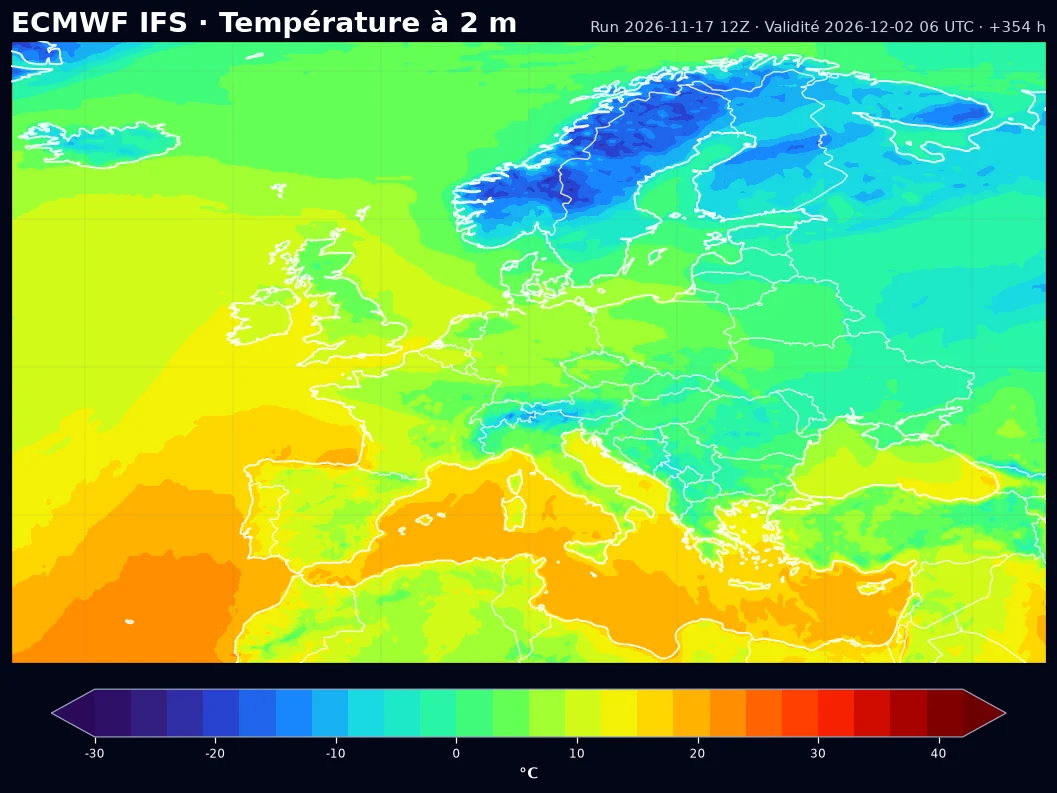 ECMWF IFS · Température à 2 m
Run 2026-11-17 12Z · Validité 2026-12-02 06 UTC · +354 h
-30 -20 -10 0 10 20 30 40
°C